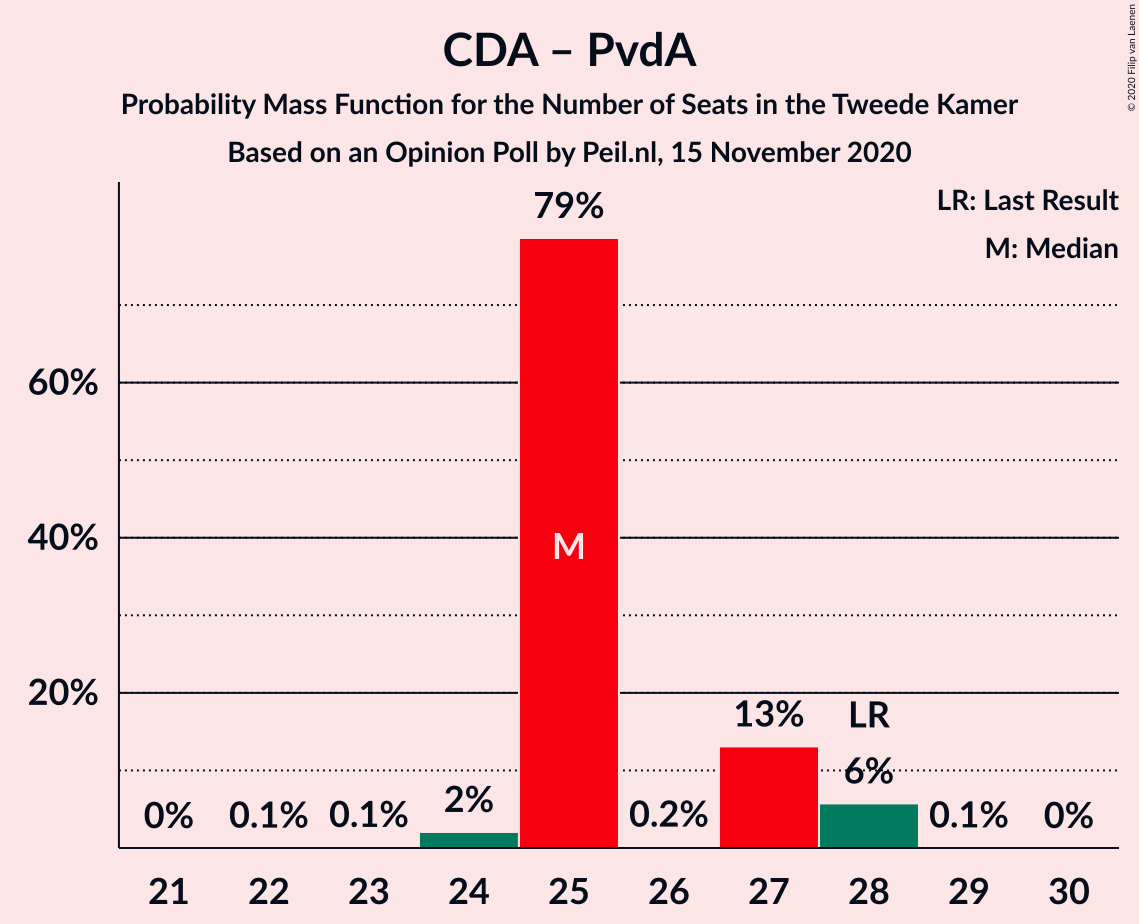 CDA – PvdA
Probability Mass Function for the Number of Seats in the Tweede Kamer
Based on an Opinion Poll by Peil.nl, 15 November 2020
© 2020 Filip van Laenen
LR: Last Result
M: Median
79%
60%
40%
20%
M
13%
LR
6%
0%
0.1%
0.1%
2%
0.2%
0.1%
0%
21 22 23 24 25 26 27 28 29 30